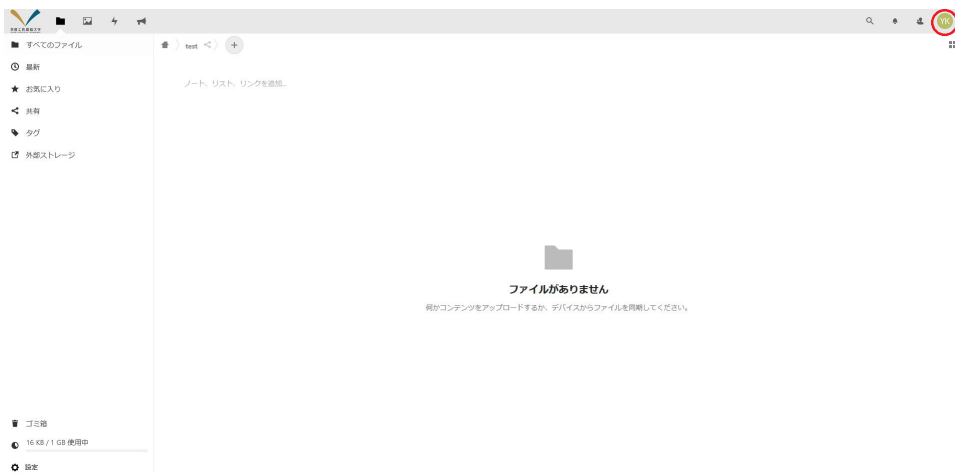 YK
すべてのファイル
test
最新
ノート、リスト、リンクを追加...
お気に入り
共有
タグ
外部ストレージ
ファイルがありません
何かコンテンツをアップロードするか、デバイスからファイルを同期してください。
ゴミ箱
16 KB / 1 GB 使用中
設定